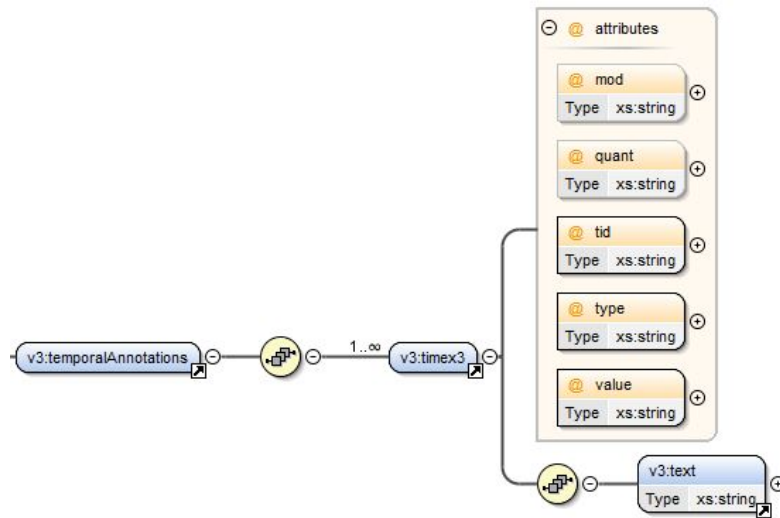 @ attributes
@ mod
Type xs:string
@ quant
Type xs:string
@ tid
Type xs:string
@ type
Type xs:string
@ value
Type xs:string
v3:temporalAnnotations
1..∞
v3:timex3
v3:text
Type xs:string